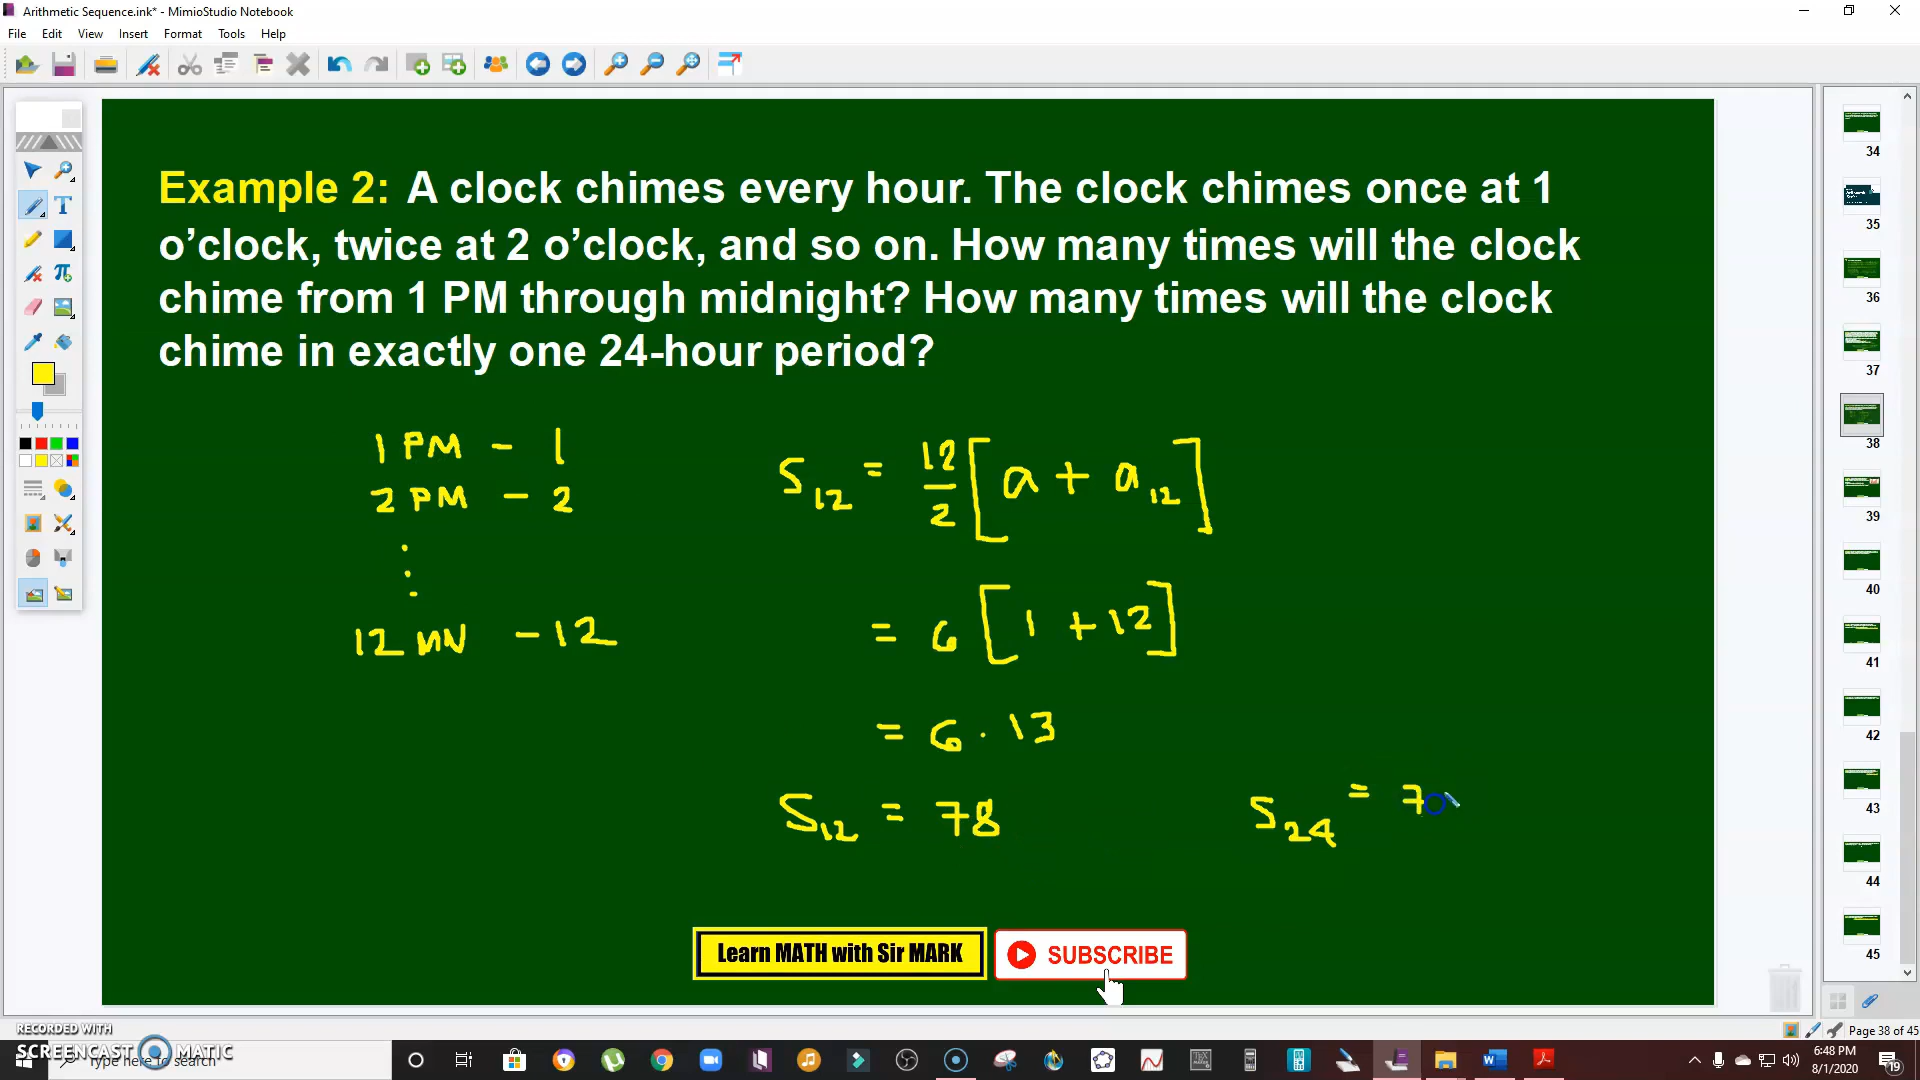 Arithmetic Sequence.ink* - MimioStudio Notebook
File Edit View Insert Format Tools Help
Example 2: A clock chimes every hour. The clock chimes once at 1
o’clock, twice at 2 o’clock, and so on. How many times will the clock
chime from 1 PM through midnight? How many times will the clock
chime in exactly one 24-hour period?
1 PM - 1
2 PM - 2
⋮
12 MN - 12
S₁₂ = 12/2 [a + a₁₂]
= 6 [1 + 12]
= 6 · 13
S₁₂ = 78
S₂₄ = 7
Learn MATH with Sir MARK
SUBSCRIBE
34
35
36
37
38
39
40
41
42
43
44
45
Page 38 of 45
RECORDED WITH
SCREENCAST MATIC
Type here to search
6:48 PM
8/1/2020
19